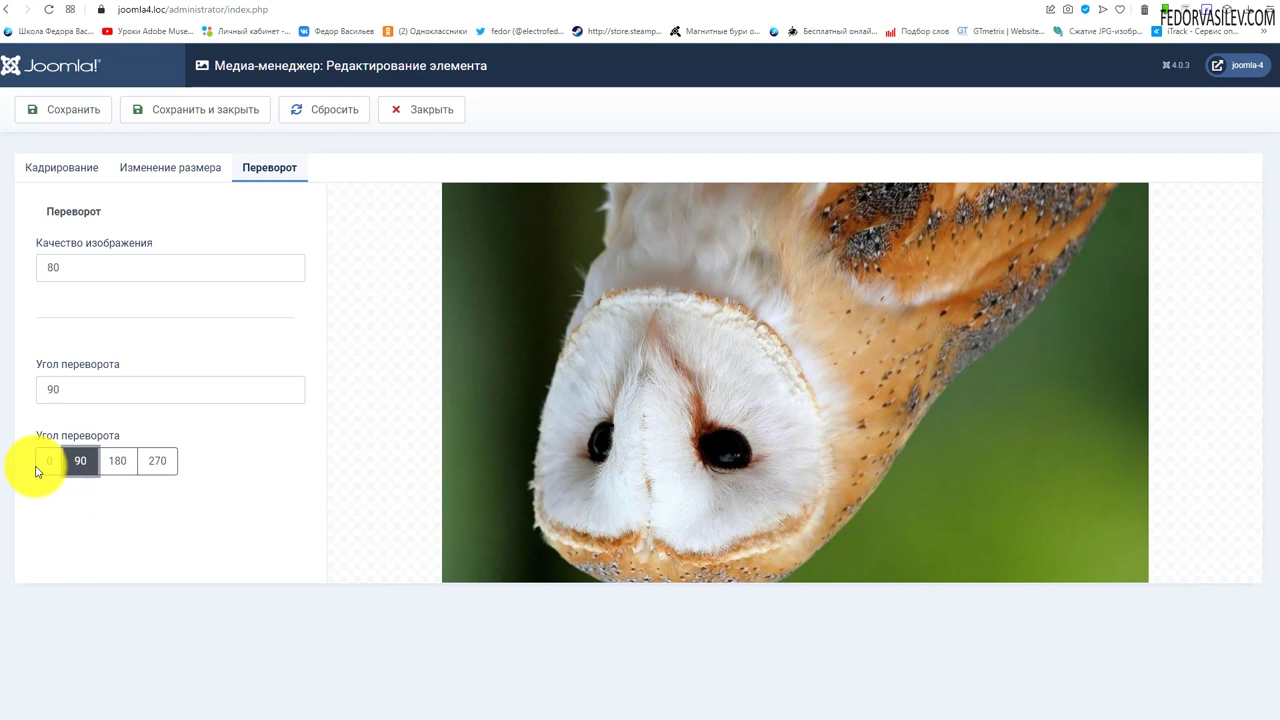 joomla4.loc/administrator/index.php
FEDORVASILEV.COM
Школа Федора Вас... Уроки Adobe Muse... Личный кабинет -... Федор Васильев (2) Одноклассники fedor (@electrofed... http://store.steamp... Магнитные бури о... Бесплатный онлай... Подбор слов GTmetrix | Website... Сжатие JPG-изобр... iTrack - Сервис оп... »
Joomla!® Медиа-менеджер: Редактирование элемента 4.0.3 joomla-4
Сохранить Сохранить и закрыть Сбросить Закрыть
Кадрирование Изменение размера Переворот
Переворот
Качество изображения
80
Угол переворота
90
Угол переворота
0 90 180 270